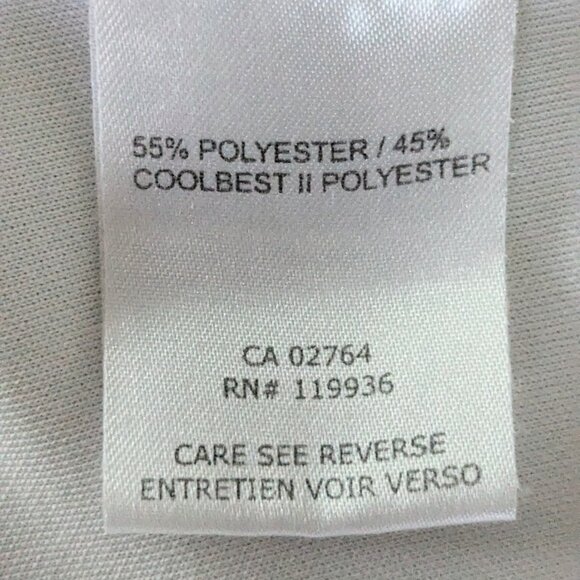 55% POLYESTER / 45%
COOLBEST II POLYESTER
CA 02764
RN# 119936
CARE SEE REVERSE
ENTRETIEN VOIR VERSO